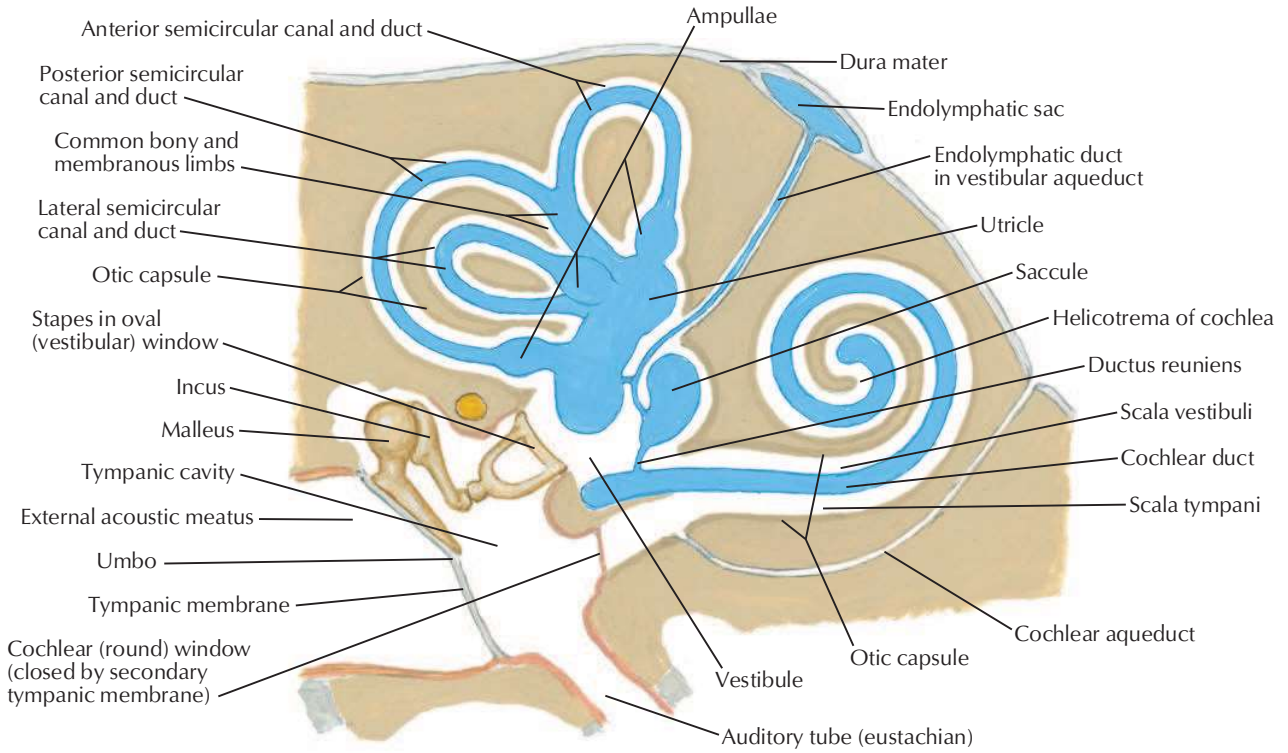 Anterior semicircular canal and duct
Posterior semicircular
canal and duct
Common bony and
membranous limbs
Lateral semicircular
canal and duct
Otic capsule
Stapes in oval
(vestibular) window
Incus
Malleus
Tympanic cavity
External acoustic meatus
Umbo
Tympanic membrane
Cochlear (round) window
(closed by secondary
tympanic membrane)
Ampullae
Dura mater
Endolymphatic sac
Endolymphatic duct
in vestibular aqueduct
Utricle
Saccule
Helicotrema of cochlea
Ductus reuniens
Scala vestibuli
Cochlear duct
Scala tympani
Cochlear aqueduct
Otic capsule
Vestibule
Auditory tube (eustachian)